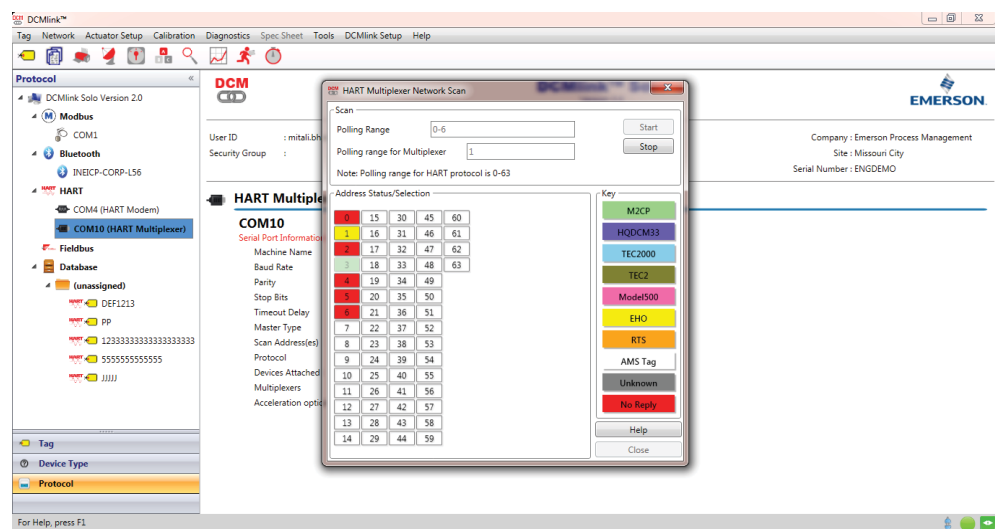 DCM DCMlink™
Tag Network Actuator Setup Calibration Diagnostics Spec Sheet Tools DCMlink Setup Help
Protocol «
DCMlink Solo Version 2.0
Modbus
COM1
Bluetooth
INEICP-CORP-L56
HART
COM4 (HART Modem)
COM10 (HART Multiplexer)
Fieldbus
Database
(unassigned)
HART DEF1213
HART PP
HART 12333333333333333333
HART 5555555555555
HART JJJJJ
Tag
Device Type
Protocol
For Help, press F1
DCM
EMERSON
User ID : mitali.bh
Security Group :
Company : Emerson Process Management
Site : Missouri City
Serial Number : ENGDEMO
HART Multiple
COM10
Serial Port Informatio
Machine Name
Baud Rate
Parity
Stop Bits
Timeout Delay
Master Type
Scan Address(es)
Protocol
Devices Attached
Multiplexers
Acceleration optio
HART Multiplexer Network Scan
Scan
Polling Range 0-6 Start
Polling range for Multiplexer 1 Stop
Note: Polling range for HART protocol is 0-63
Address Status/Selection
0 15 30 45 60
1 16 31 46 61
2 17 32 47 62
3 18 33 48 63
4 19 34 49
5 20 35 50
6 21 36 51
7 22 37 52
8 23 38 53
9 24 39 54
10 25 40 55
11 26 41 56
12 27 42 57
13 28 43 58
14 29 44 59
Key
M2CP
HQDCM33
TEC2000
TEC2
Model500
EHO
RTS
AMS Tag
Unknown
No Reply
Help
Close